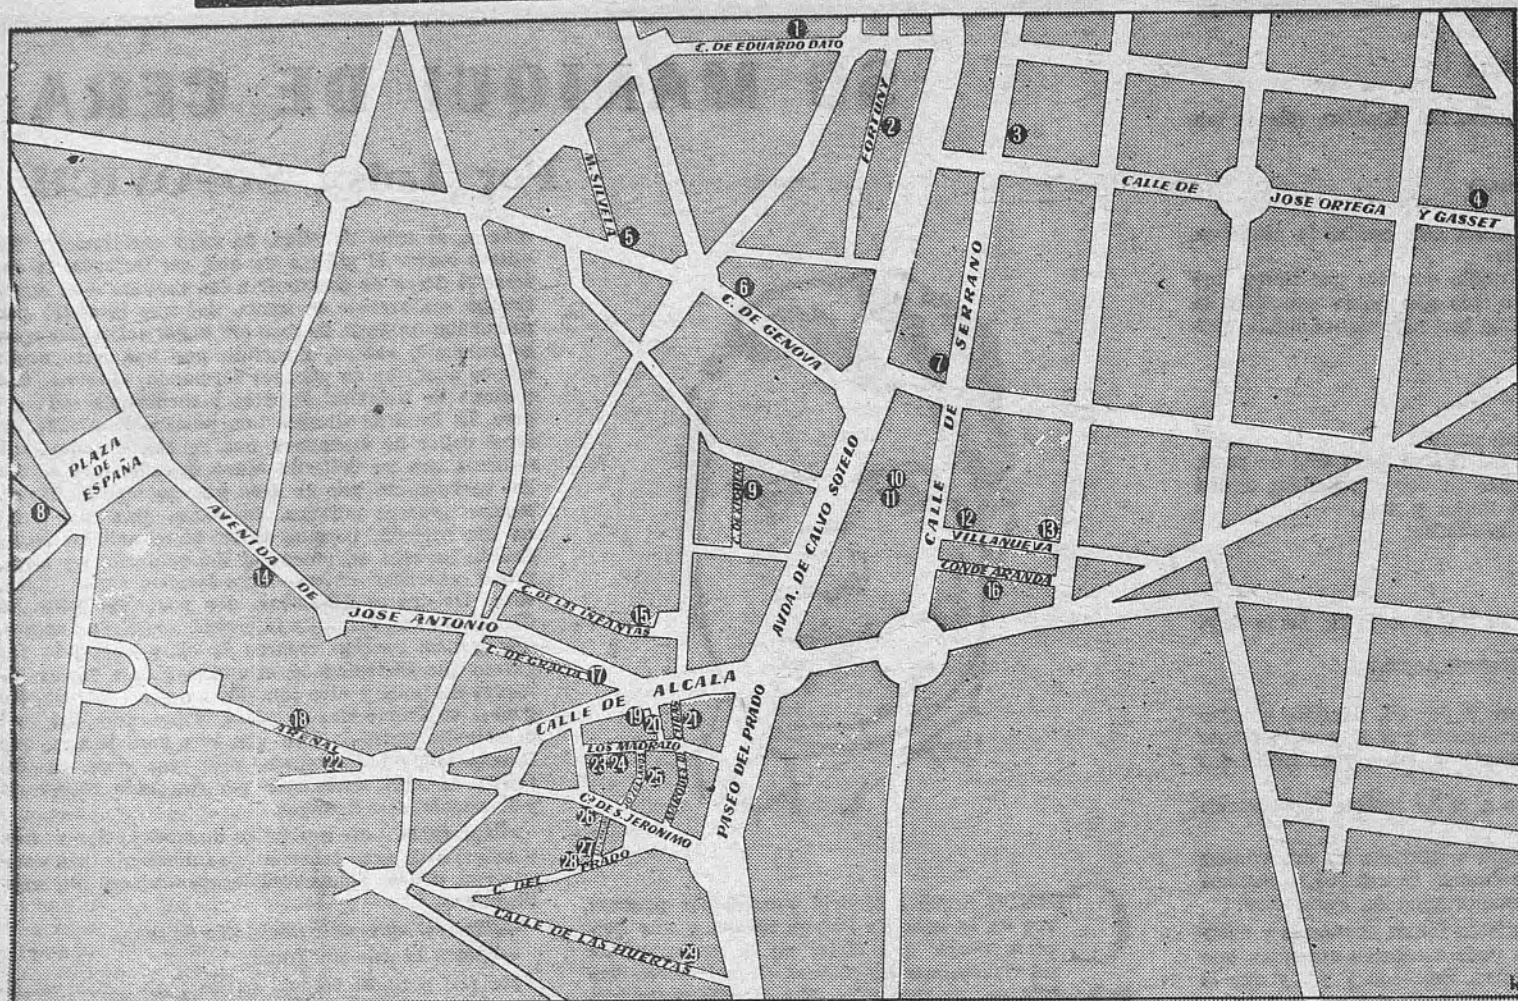 1
C. DE EDUARDO DATO
FORTUNY
2
3
M. SILVELA
5
CALLE DE
JOSE ORTEGA
Y GASSET
4
6
C. DE GENOVA
7
CALLE DE SERRANO
PLAZA
DE
ESPAÑA
8
9
10
11
AVDA. DE CALVO SOTELO
12
13
VILLANUEVA
CONDE ARANDA
16
AVENIDA DE
14
JOSE ANTONIO
C. DE LAS INFANTAS
15
C. DE GRACIA
17
CALLE DE ALCALA
18
ARENAL
22
19
20
21
CUBAS
MARQUES DE
LOS MADRAZO
23
24
25
C.ª DE S. JERONIMO
26
27
28
C. DEL PRADO
PASEO DEL PRADO
CALLE DE LAS HUERTAS
29